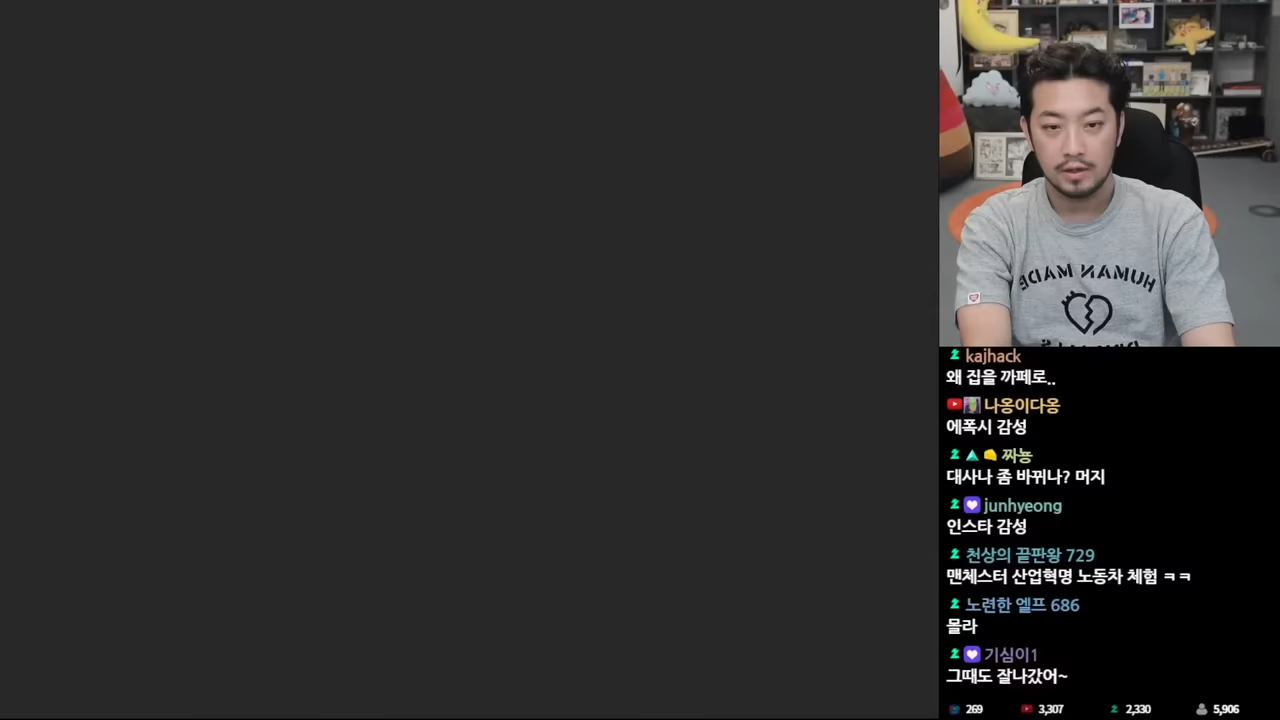 HUMAN MADE
kajhack
왜 집을 까페로..
나옹이다옹
에폭시 감성
짜뇽
대사나 좀 바뀌나? 머지
junhyeong
인스타 감성
천상의 끝판왕 729
맨체스터 산업혁명 노동차 체험 ㅋㅋ
노련한 엘프 686
몰라
기심이1
그때도 잘나갔어~
269 3,307 2,330 5,906